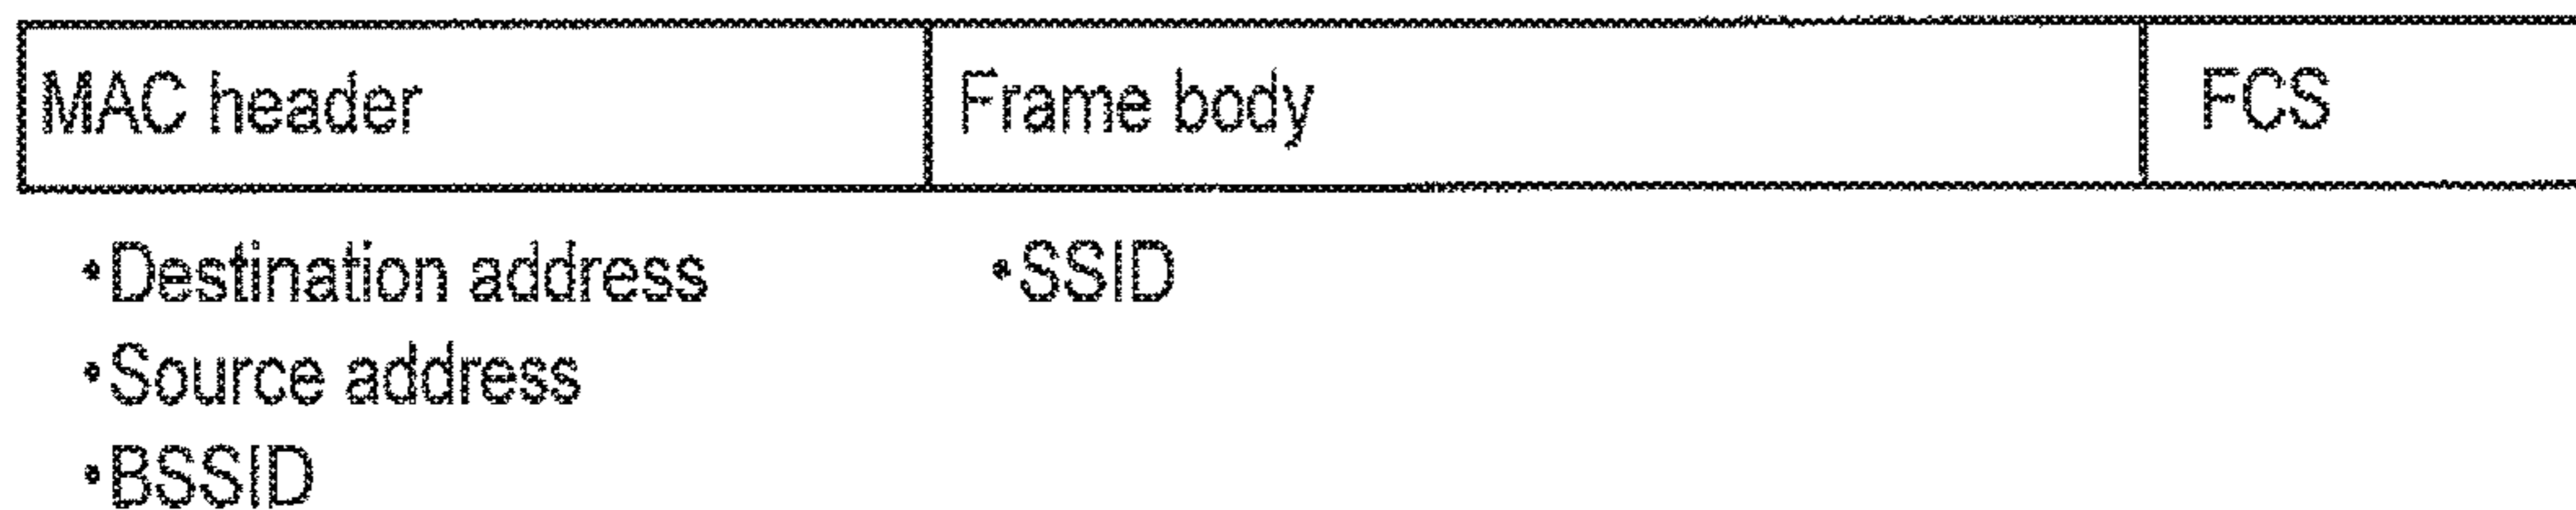 MAC header Frame body FCS
•Destination address •SSID
•Source address
•BSSID